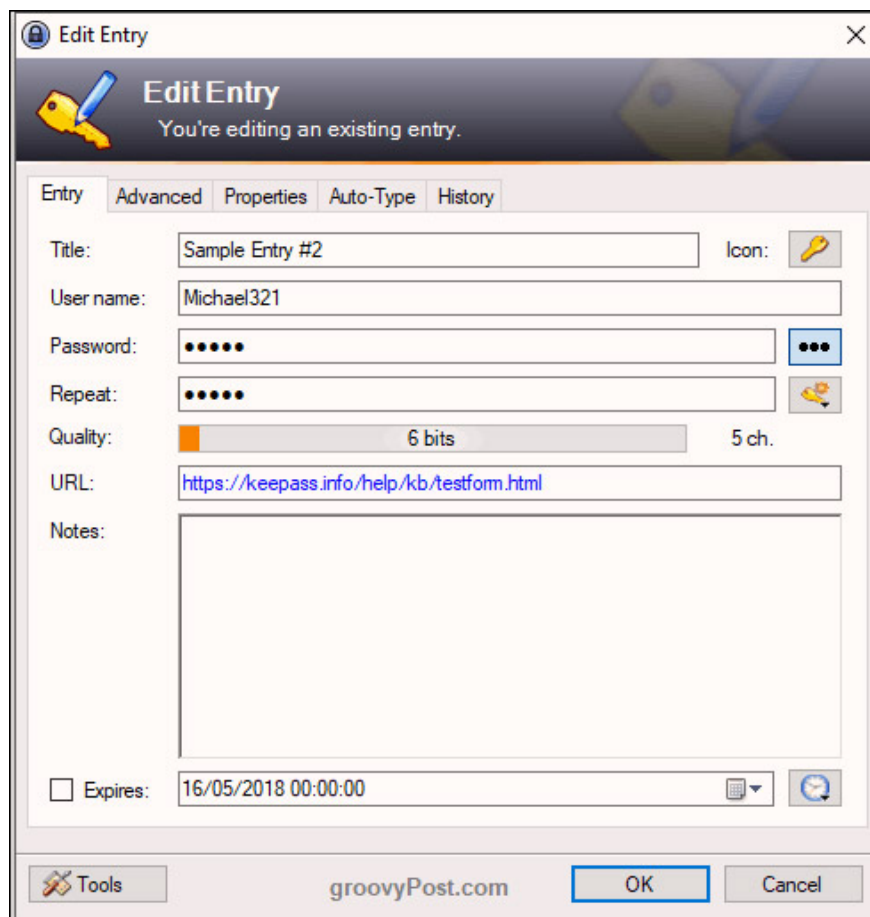 Edit Entry
Edit Entry
You're editing an existing entry.
Entry Advanced Properties Auto-Type History
Title: Sample Entry #2 Icon:
User name: Michael321
Password: ●●●●● ●●●
Repeat: ●●●●●
Quality: 6 bits 5 ch.
URL: https://keepass.info/help/kb/testform.html
Notes:
Expires: 16/05/2018 00:00:00
Tools groovyPost.com OK Cancel